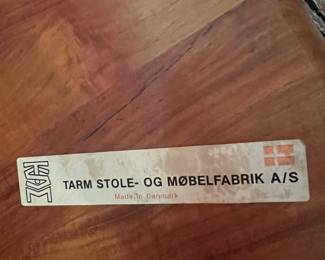 TARM STOLE- OG MØBELFABRIK A/S
Made in Denmark